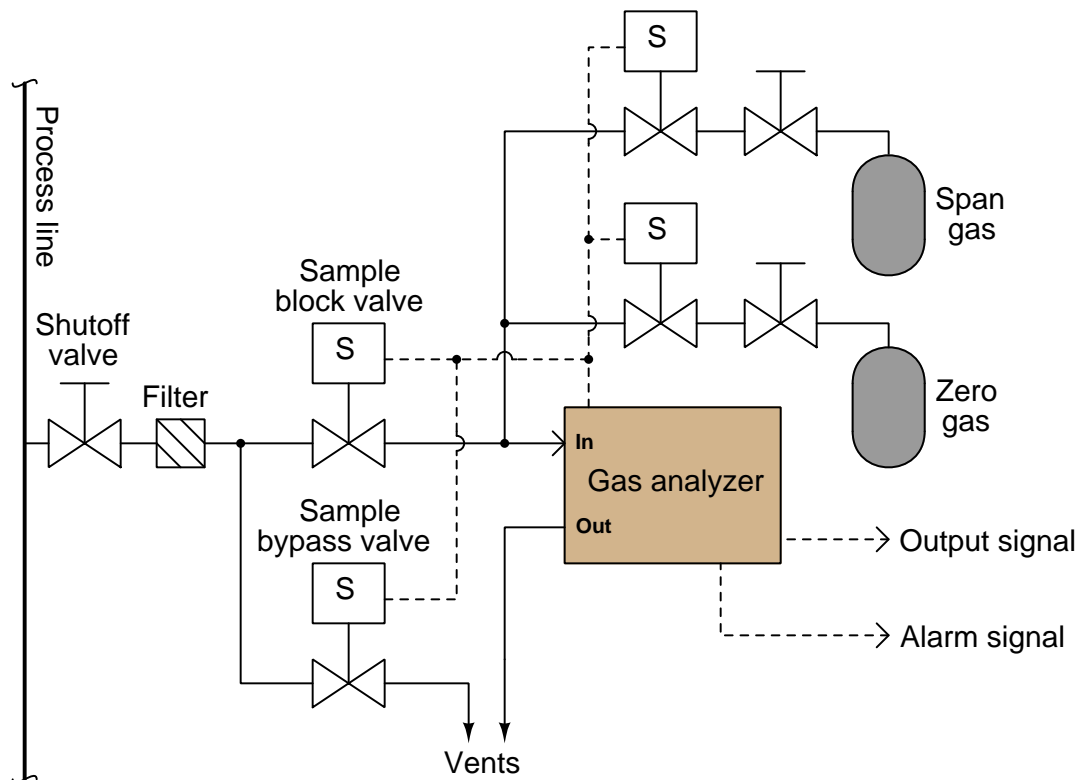 S
Process line
S
Span
gas
Sample
block valve
Shutoff
valve
S
Filter
Zero
gas
In
Gas analyzer
Sample
bypass valve
Out
Output signal
S
Alarm signal
Vents